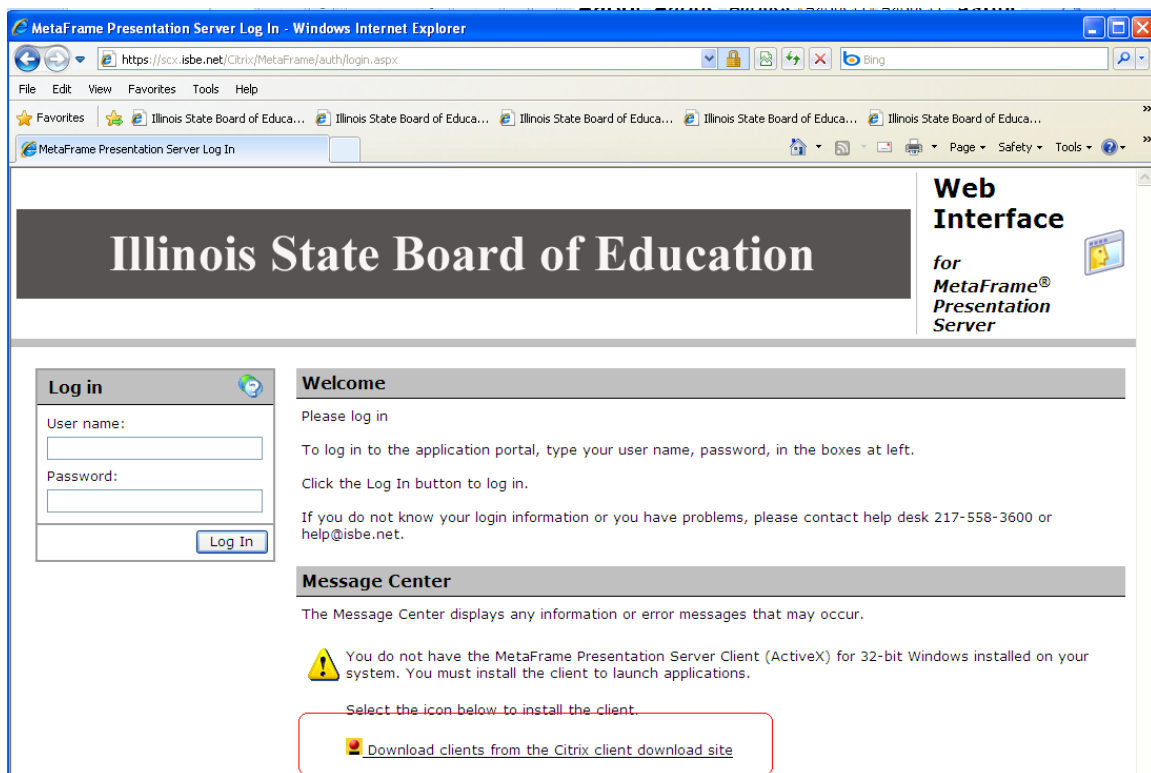 MetaFrame Presentation Server Log In - Windows Internet Explorer
https://scx.isbe.net/Citrix/MetaFrame/auth/login.aspx
Bing
File Edit View Favorites Tools Help
Favorites Illinois State Board of Educa... Illinois State Board of Educa... Illinois State Board of Educa... Illinois State Board of Educa... Illinois State Board of Educa...
MetaFrame Presentation Server Log In
Page Safety Tools
Illinois State Board of Education
Web
Interface
for
MetaFrame®
Presentation
Server
Log in
User name:
Password:
Log In
Welcome
Please log in
To log in to the application portal, type your user name, password, in the boxes at left.
Click the Log In button to log in.
If you do not know your login information or you have problems, please contact help desk 217-558-3600 or
help@isbe.net.
Message Center
The Message Center displays any information or error messages that may occur.
You do not have the MetaFrame Presentation Server Client (ActiveX) for 32-bit Windows installed on your
system. You must install the client to launch applications.
Select the icon below to install the client.
Download clients from the Citrix client download site